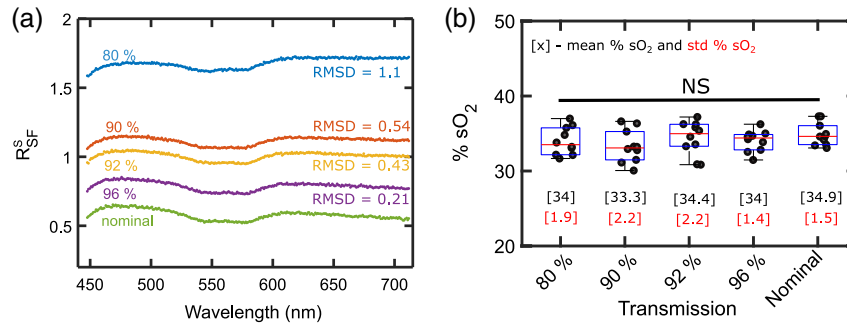 (a)
2
1.5
1
0.5
R^S_SF
80 %
RMSD = 1.1
90 %
RMSD = 0.54
92 %
RMSD = 0.43
96 %
RMSD = 0.21
nominal
450 500 550 600 650 700
Wavelength (nm)
(b)
50
40
30
20
% sO₂
[x] - mean % sO₂ and std % sO₂
NS
[34] [33.3] [34.4] [34] [34.9]
[1.9] [2.2] [2.2] [1.4] [1.5]
80 % 90 % 92 % 96 % Nominal
Transmission